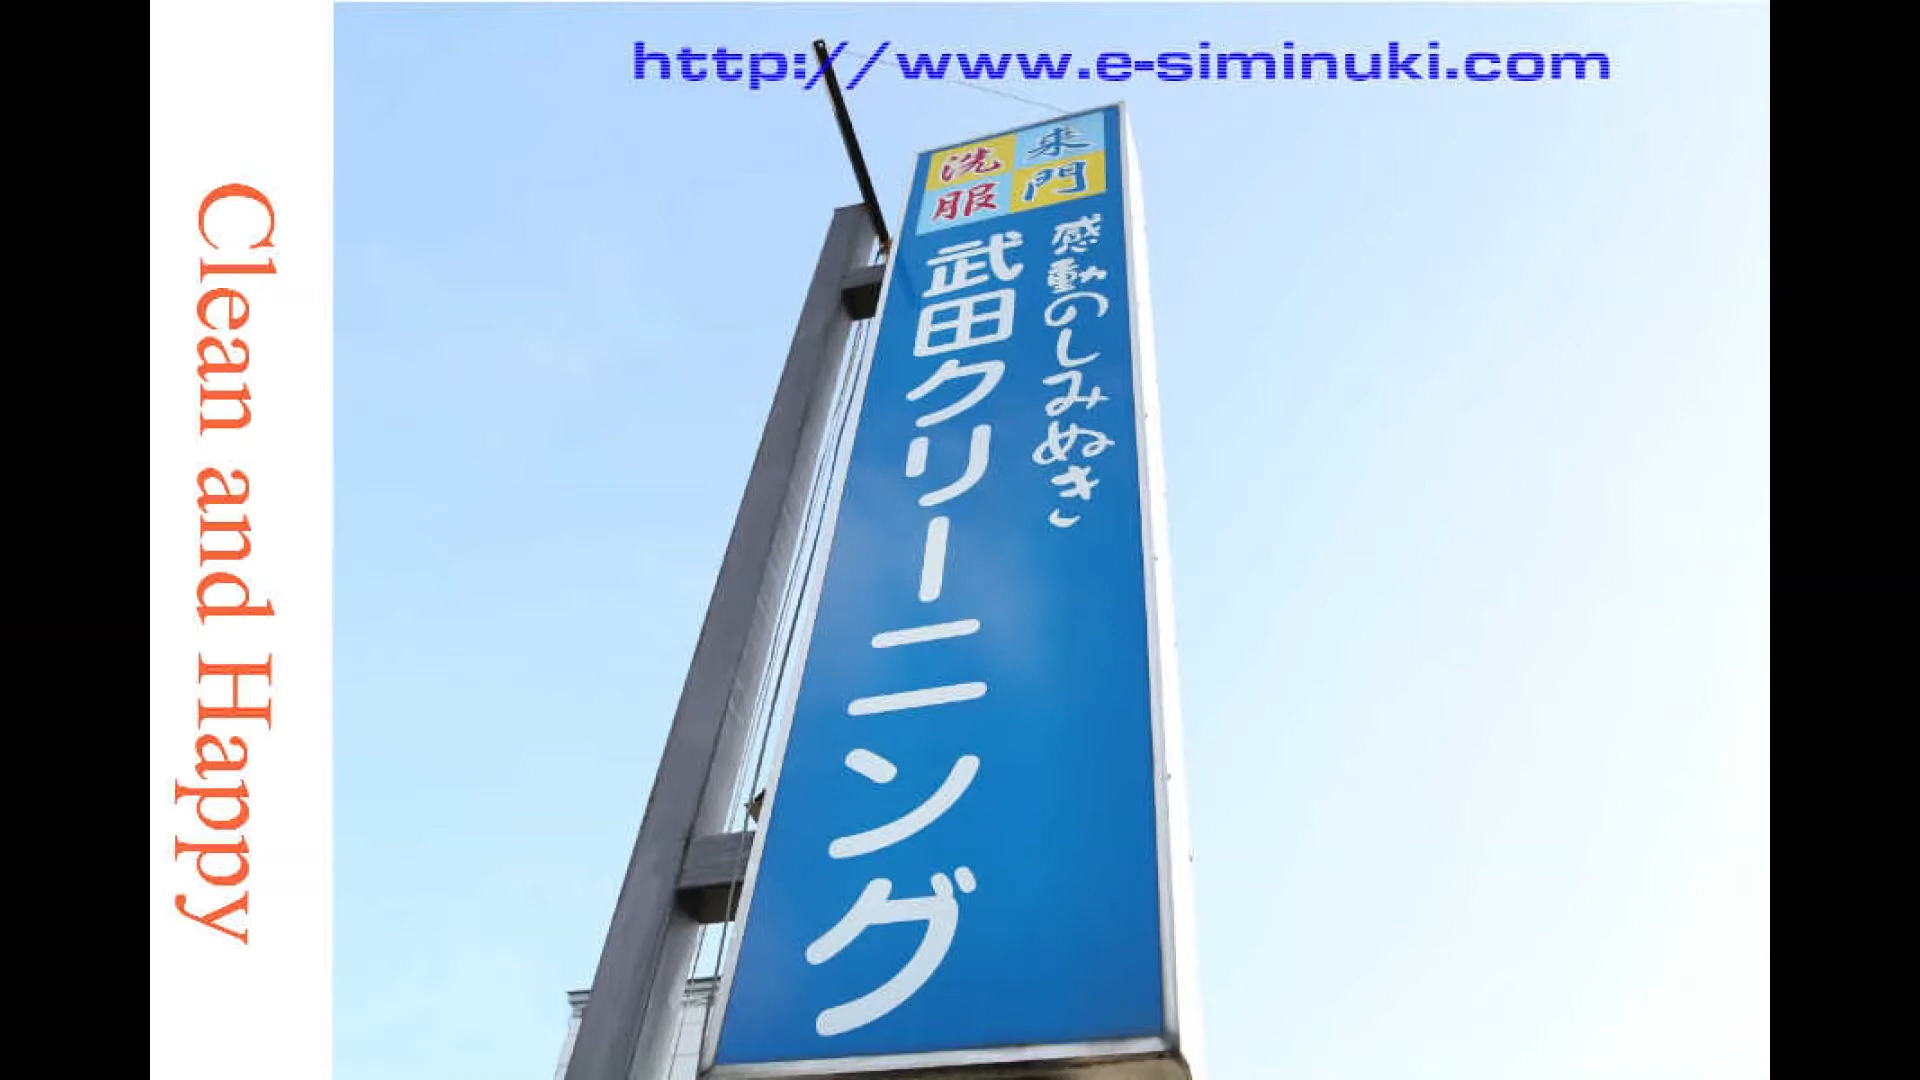 http://www.e-siminuki.com
Clean and Happy
来門
洗服
感動のしみぬき
武田クリーニング